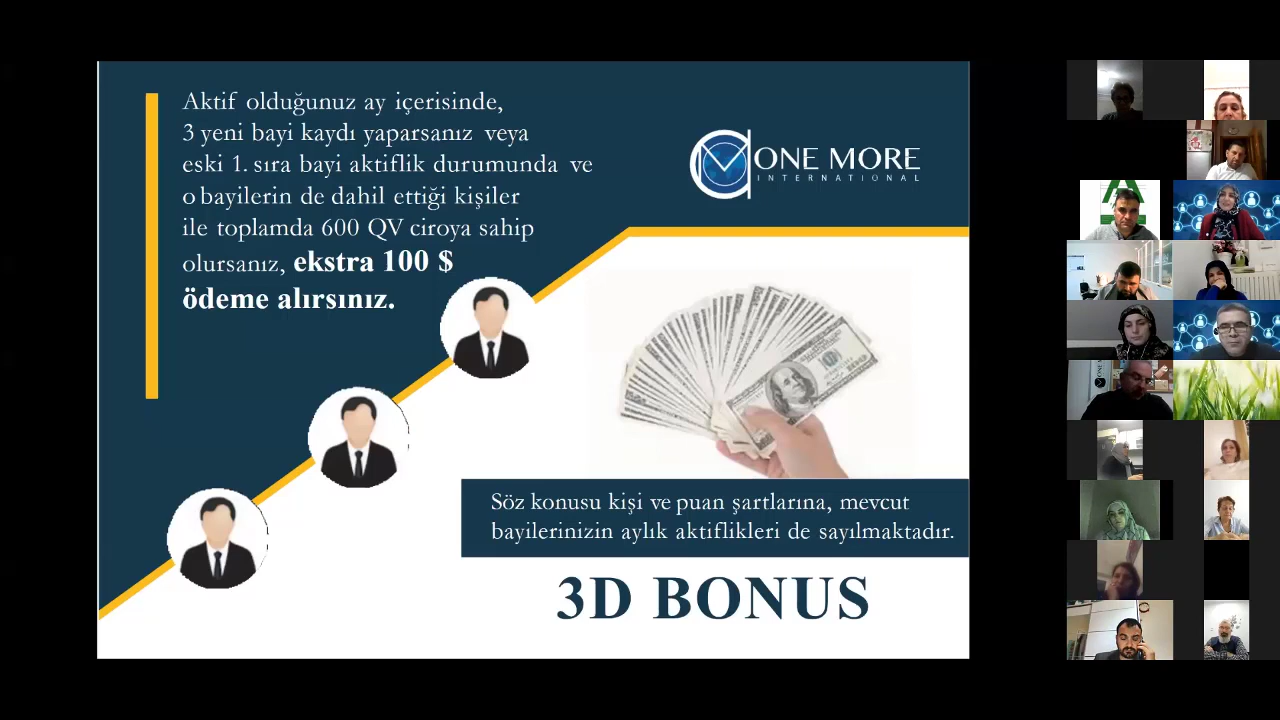 Aktif olduğunuz ay içerisinde,
3 yeni bayi kaydı yaparsanız veya
eski 1. sıra bayi aktiflik durumunda ve
o bayilerin de dahil ettiği kişiler
ile toplamda 600 QV ciroya sahip
olursanız, ekstra 100 $
ödeme alırsınız.
ONE MORE
INTERNATIONAL
Söz konusu kişi ve puan şartlarına, mevcut
bayilerinizin aylık aktiflikleri de sayılmaktadır.
3D BONUS